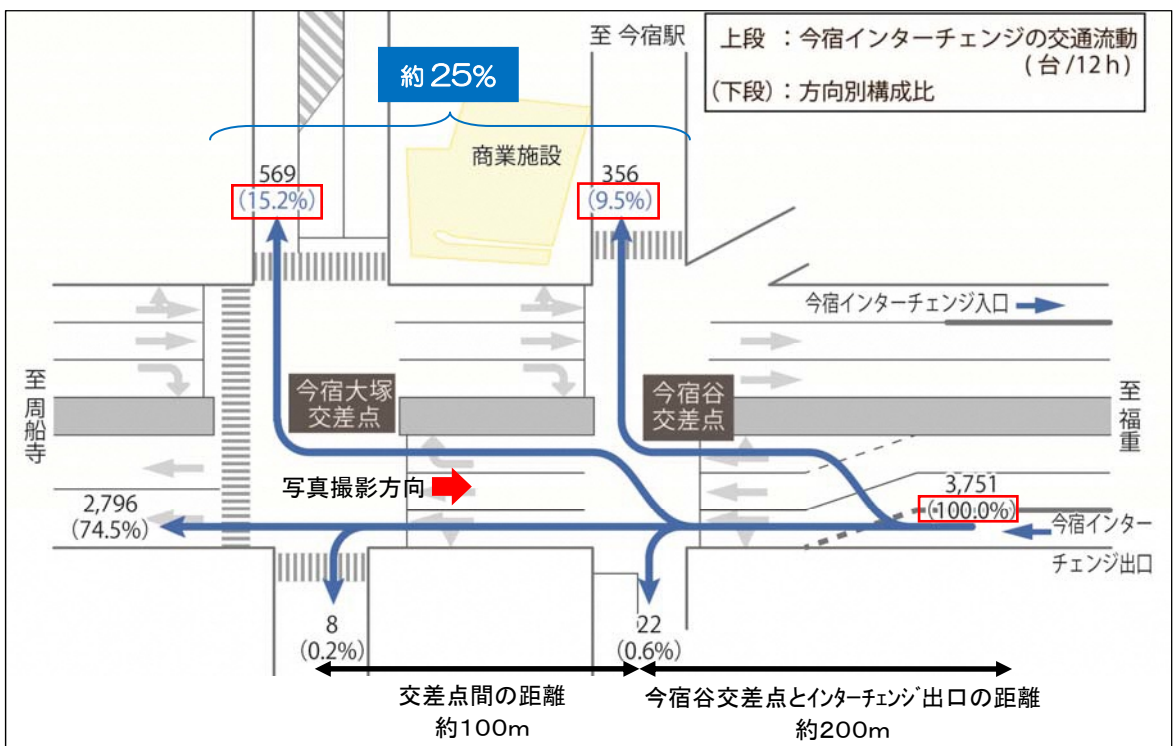 至 今宿駅
上段 ：今宿インターチェンジの交通流動
(台/12h)
(下段)：方向別構成比
約25%
商業施設
569
(15.2%)
356
(9.5%)
今宿インターチェンジ入口
至周船寺
今宿大塚
交差点
今宿谷
交差点
至福重
写真撮影方向
2,796
(74.5%)
3,751
(100.0%)
今宿インター
チェンジ出口
8
(0.2%)
22
(0.6%)
交差点間の距離
約100m
今宿谷交差点とインターチェンジ出口の距離
約200m